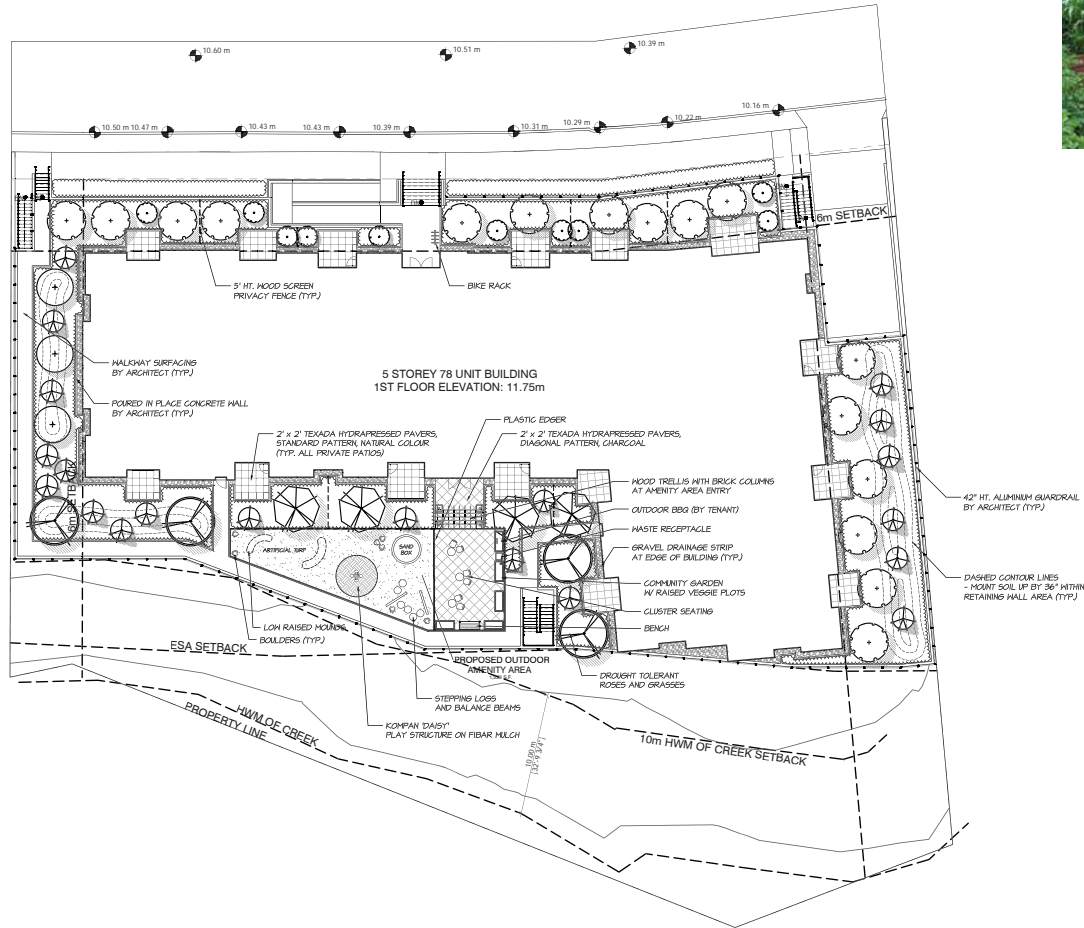 10.60 m
10.51 m
10.39 m
10.50 m 10.47 m
10.43 m
10.43 m
10.39 m
10.31 m
10.29 m
10.22 m
10.16 m
6m SETBACK
5' HT. WOOD SCREEN
PRIVACY FENCE (TYP.)
BIKE RACK
WALKWAY SURFACING
BY ARCHITECT (TYP.)
5 STOREY 78 UNIT BUILDING
1ST FLOOR ELEVATION: 11.75m
POURED IN PLACE CONCRETE WALL
BY ARCHITECT (TYP.)
PLASTIC EDGER
2' x 2' TEXADA HYDRAPRESSED PAVERS,
STANDARD PATTERN, NATURAL COLOUR
(TYP. ALL PRIVATE PATIOS)
2' x 2' TEXADA HYDRAPRESSED PAVERS,
DIAGONAL PATTERN, CHARCOAL
WOOD TRELLIS WITH BRICK COLUMNS
AT AMENITY AREA ENTRY
OUTDOOR BBQ (BY TENANT)
WASTE RECEPTACLE
42" HT. ALUMINIUM GUARDRAIL
BY ARCHITECT (TYP.)
6m SETBACK
GRAVEL DRAINAGE STRIP
AT EDGE OF BUILDING (TYP.)
ARTIFICIAL TURF
SAND
BOX
COMMUNITY GARDEN
W/ RAISED VEGGIE PLOTS
DASHED CONTOUR LINES
- MOUNT SOIL UP BY 36" WITHIN
RETAINING WALL AREA (TYP.)
CLUSTER SEATING
LOW RAISED MOUNDS
BENCH
BOULDERS (TYP.)
ESA SETBACK
PROPOSED OUTDOOR
AMENITY AREA
DROUGHT TOLERANT
ROSES AND GRASSES
STEPPING LOGS
AND BALANCE BEAMS
HWM OF CREEK
PROPERTY LINE
KOMPAN 'DAISY'
PLAY STRUCTURE ON FIBAR MULCH
10.00 m
[32'-9 3/4"]
10m HWM OF CREEK SETBACK